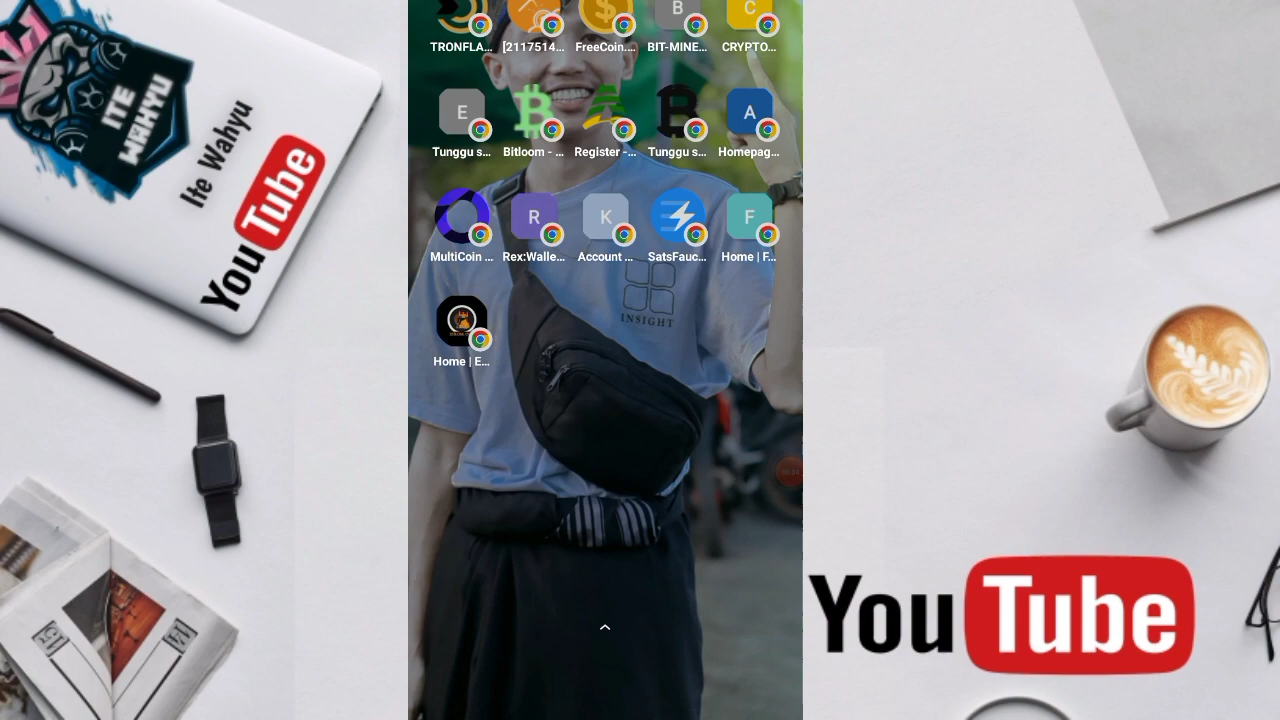 ITE
WAHYU
Ite Wahyu
YouTube
TRONFLA...
[2117514...
FreeCoin....
BIT-MINE...
CRYPTO...
B
C
E
A
Tunggu s...
Bitloom - ...
Register -...
Tunggu s...
Homepag...
R
K
F
MultiCoin ...
Rex:Walle...
Account ...
SatsFauc...
Home | F...
INSIGHT
Home | E...
YouTube